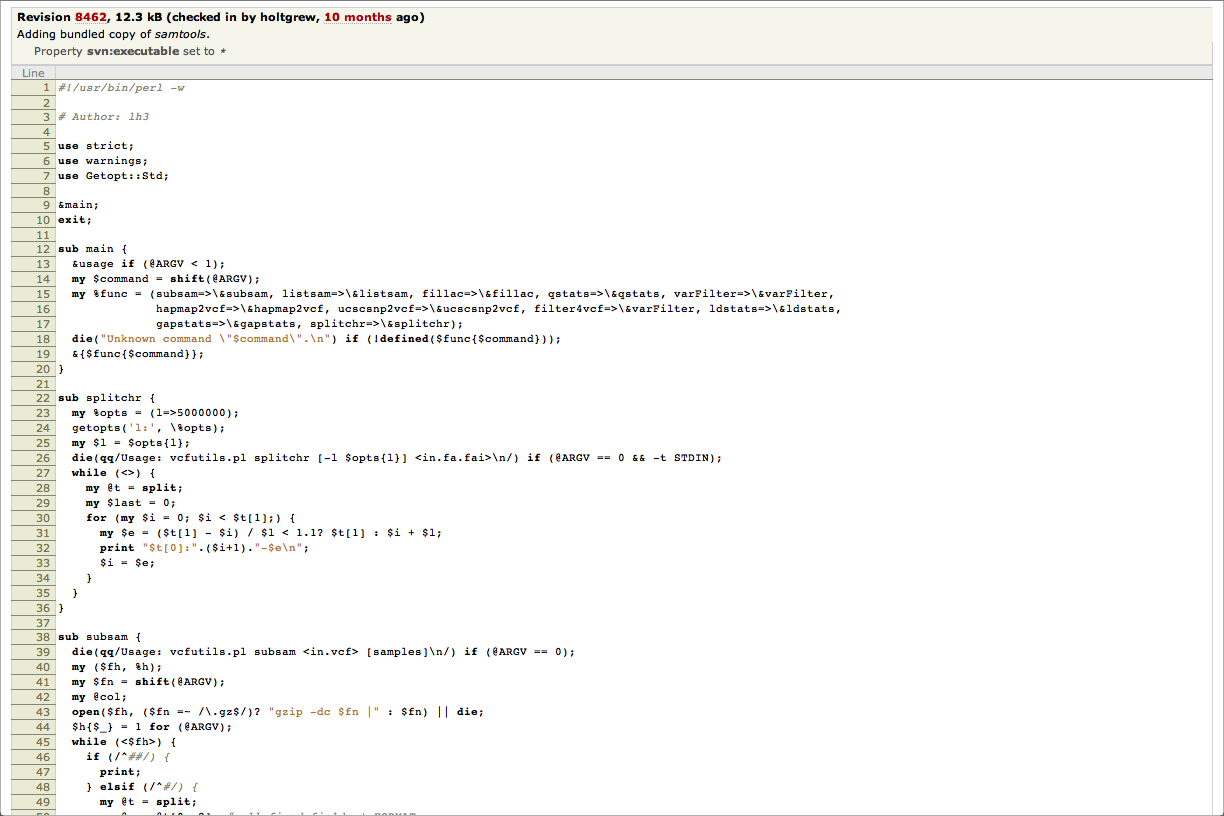 Revision 8462, 12.3 kB (checked in by holtgrew, 10 months ago)
Adding bundled copy of samtools.
Property svn:executable set to *
Line
1 #!/usr/bin/perl -w
2
3 # Author: lh3
4
5 use strict;
6 use warnings;
7 use Getopt::Std;
8
9 &main;
10 exit;
11
12 sub main {
13 &usage if (@ARGV < 1);
14 my $command = shift(@ARGV);
15 my %func = (subsam=>\&subsam, listsam=>\&listsam, fillac=>\&fillac, qstats=>\&qstats, varFilter=>\&varFilter,
16 hapmap2vcf=>\&hapmap2vcf, ucscsnp2vcf=>\&ucscsnp2vcf, filter4vcf=>\&varFilter, ldstats=>\&ldstats,
17 gapstats=>\&gapstats, splitchr=>\&splitchr);
18 die("Unknown command \"$command\".\n") if (!defined($func{$command}));
19 &{$func{$command}};
20 }
21
22 sub splitchr {
23 my %opts = (l=>5000000);
24 getopts('l:', \%opts);
25 my $l = $opts{l};
26 die(qq/Usage: vcfutils.pl splitchr [-l $opts{l}] <in.fa.fai>\n/) if (@ARGV == 0 && -t STDIN);
27 while (<>) {
28 my @t = split;
29 my $last = 0;
30 for (my $i = 0; $i < $t[1];) {
31 my $e = ($t[1] - $i) / $l < 1.1? $t[1] : $i + $l;
32 print "$t[0]:".($i+1)."-$e\n";
33 $i = $e;
34 }
35 }
36 }
37
38 sub subsam {
39 die(qq/Usage: vcfutils.pl subsam <in.vcf> [samples]\n/) if (@ARGV == 0);
40 my ($fh, %h);
41 my $fn = shift(@ARGV);
42 my @col;
43 open($fh, ($fn =~ /\.gz$/)? "gzip -dc $fn |" : $fn) || die;
44 $h{$_} = 1 for (@ARGV);
45 while (<$fh>) {
46 if (/^##/) {
47 print;
48 } elsif (/^#/) {
49 my @t = split;